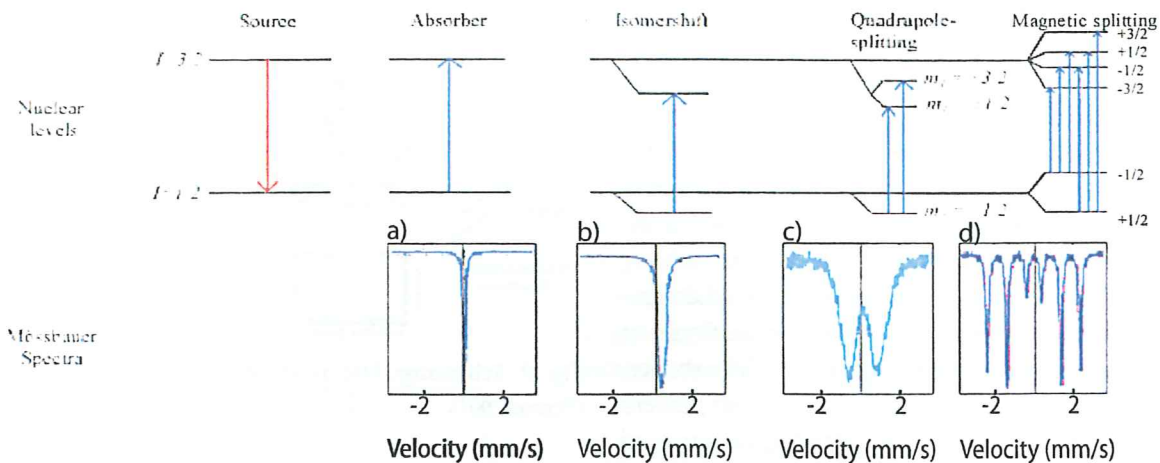 Source
Absorber
Isomershift
Quadrapole-
splitting
Magnetic splitting
+3/2
+1/2
-1/2
-3/2
Nuclear
levels
-1/2
+1/2
a)
b)
c)
d)
Mössbauer
Spectra
-2 2
-2 2
-2 2
-2 2
Velocity (mm/s)
Velocity (mm/s)
Velocity (mm/s)
Velocity (mm/s)